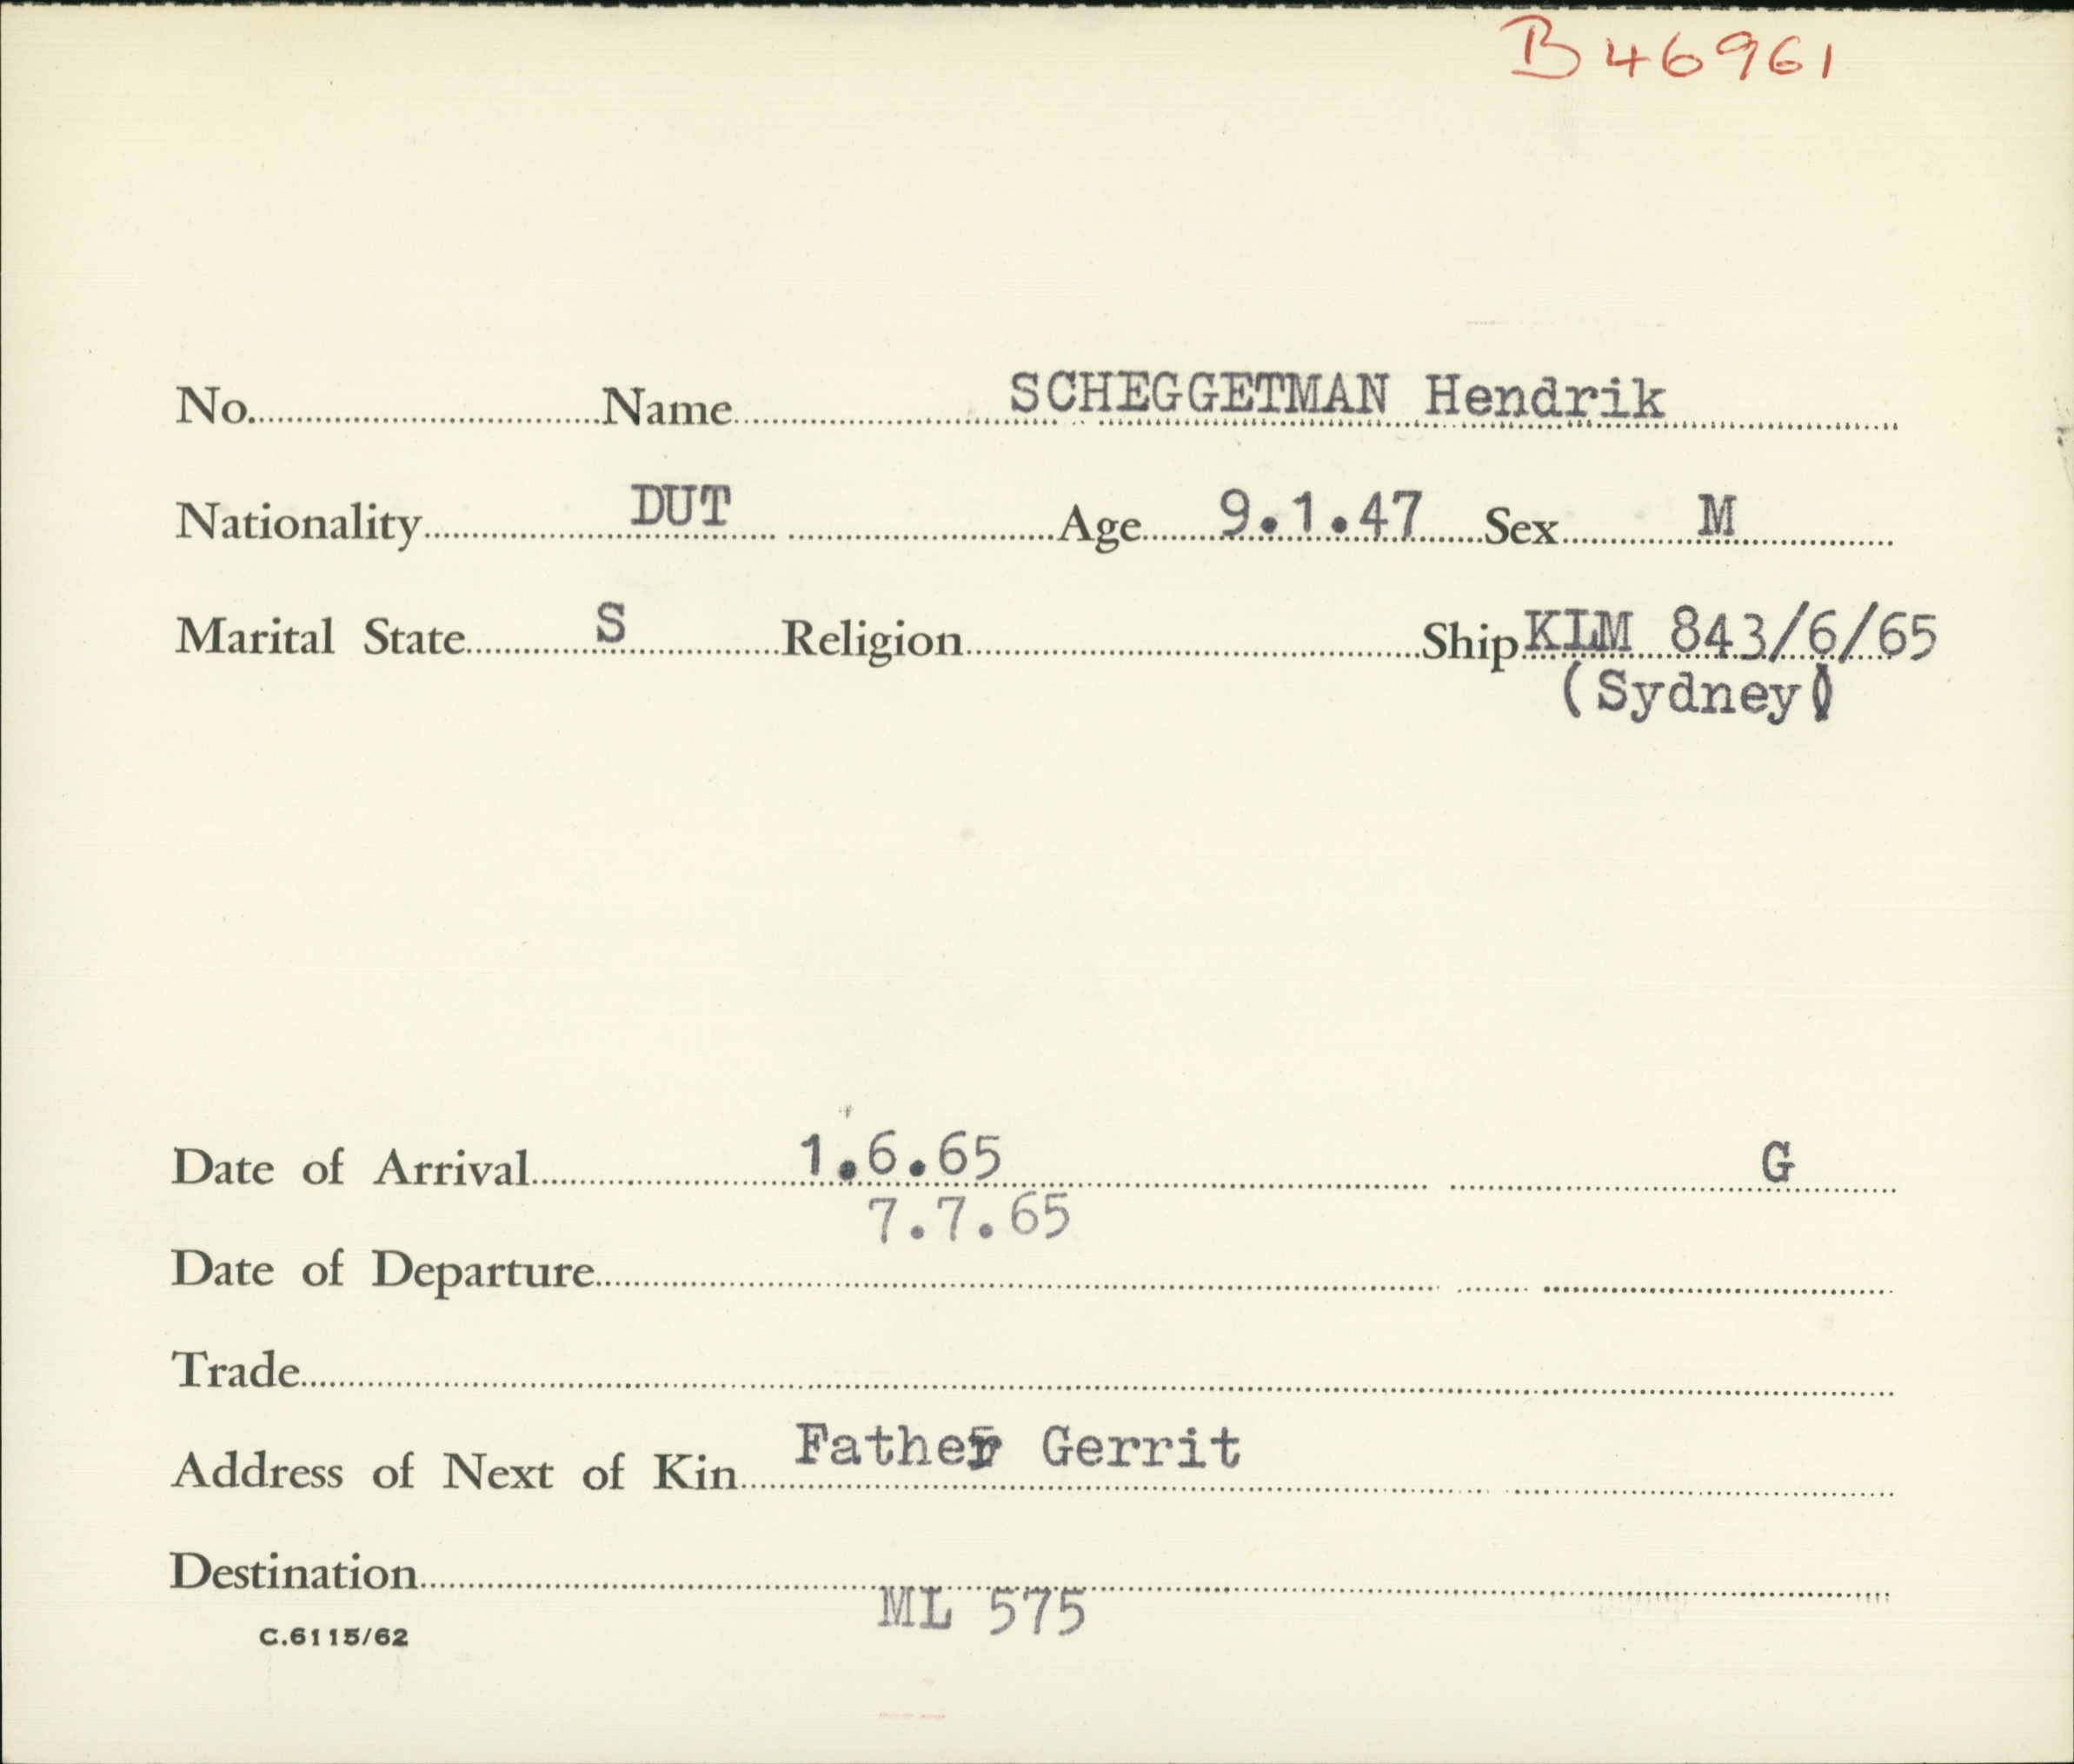 B46961
No. Name SCHEGGETMAN Hendrik
Nationality DUT Age 9.1.47 Sex M
Marital State S Religion Ship KLM 843/6/65
(Sydney)
Date of Arrival 1.6.65 G
7.7.65
Date of Departure
Trade
Address of Next of Kin Father Gerrit
Destination
ML 575
C.6115/62